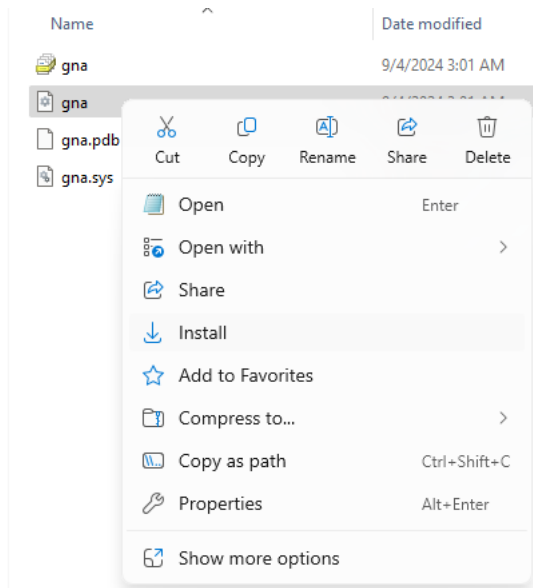 Name Date modified
gna 9/4/2024 3:01 AM
gna
gna.pdb
gna.sys
Cut Copy Rename Share Delete
Open Enter
Open with
Share
Install
Add to Favorites
Compress to...
Copy as path Ctrl+Shift+C
Properties Alt+Enter
Show more options